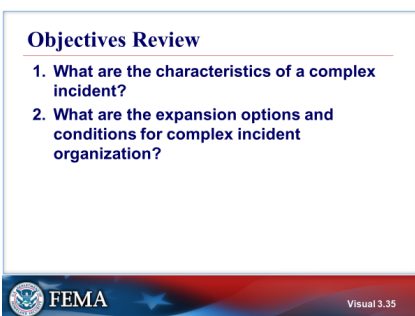 Objectives Review
1. What are the characteristics of a complex
incident?
2. What are the expansion options and
conditions for complex incident
organization?
FEMA
Visual 3.35